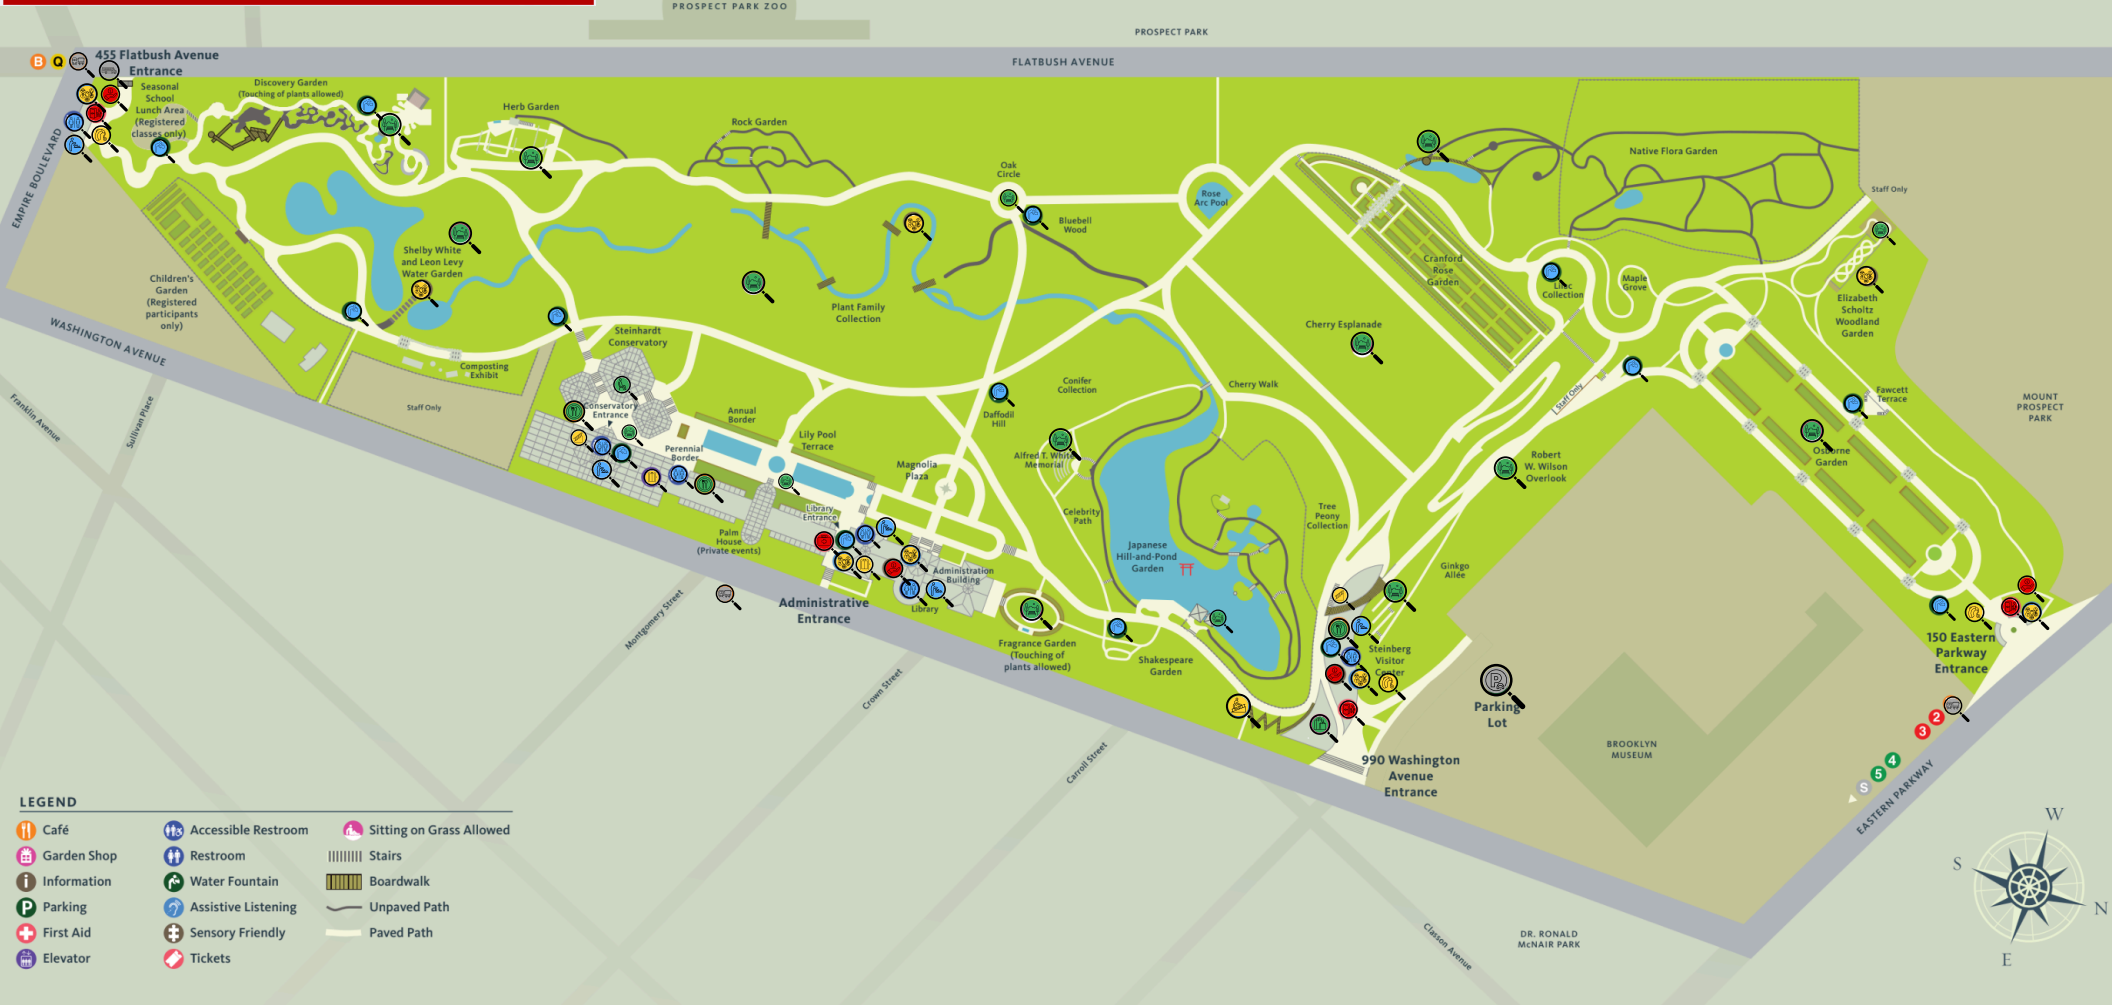 PROSPECT PARK ZOO
PROSPECT PARK
FLATBUSH AVENUE
B Q
455 Flatbush Avenue
Entrance
Seasonal
School
Lunch Area
(Registered
classes only)
Discovery Garden
(Touching of plants allowed)
Herb Garden
Rock Garden
Oak
Circle
Bluebell
Wood
Rose
Arc Pool
Native Flora Garden
Staff Only
EMPIRE BOULEVARD
Children's
Garden
(Registered
participants
only)
Shelby White
and Leon Levy
Water Garden
Plant Family
Collection
Cranford
Rose
Garden
Lilac
Collection
Maple
Grove
Elizabeth
Scholtz
Woodland
Garden
WASHINGTON AVENUE
Steinhardt
Conservatory
Composting
Exhibit
Staff Only
Conservatory
Entrance
Annual
Border
Perennial
Border
Lily Pool
Terrace
Magnolia
Plaza
Daffodil
Hill
Conifer
Collection
Cherry Walk
Cherry Esplanade
Staff Only
Fawcett
Terrace
MOUNT
PROSPECT
PARK
Osborne
Garden
Robert
W. Wilson
Overlook
Alfred T. White
Memorial
Celebrity
Path
Tree
Peony
Collection
Japanese
Hill-and-Pond
Garden
Ginkgo
Allée
Franklin Avenue
Sullivan Place
Library
Entrance
Palm
House
(Private events)
Administration
Building
Library
Administrative
Entrance
Montgomery Street
Crown Street
Carroll Street
Fragrance Garden
(Touching of
plants allowed)
Shakespeare
Garden
Steinberg
Visitor
Center
P
Parking
Lot
990 Washington
Avenue
Entrance
BROOKLYN
MUSEUM
150 Eastern
Parkway
Entrance
2
3
4
5
S
EASTERN PARKWAY
Classon Avenue
DR. RONALD
McNAIR PARK
W
S
N
E
LEGEND
Café
Garden Shop
i Information
P Parking
First Aid
Elevator
Accessible Restroom
Restroom
Water Fountain
Assistive Listening
Sensory Friendly
Tickets
Sitting on Grass Allowed
Stairs
Boardwalk
Unpaved Path
Paved Path